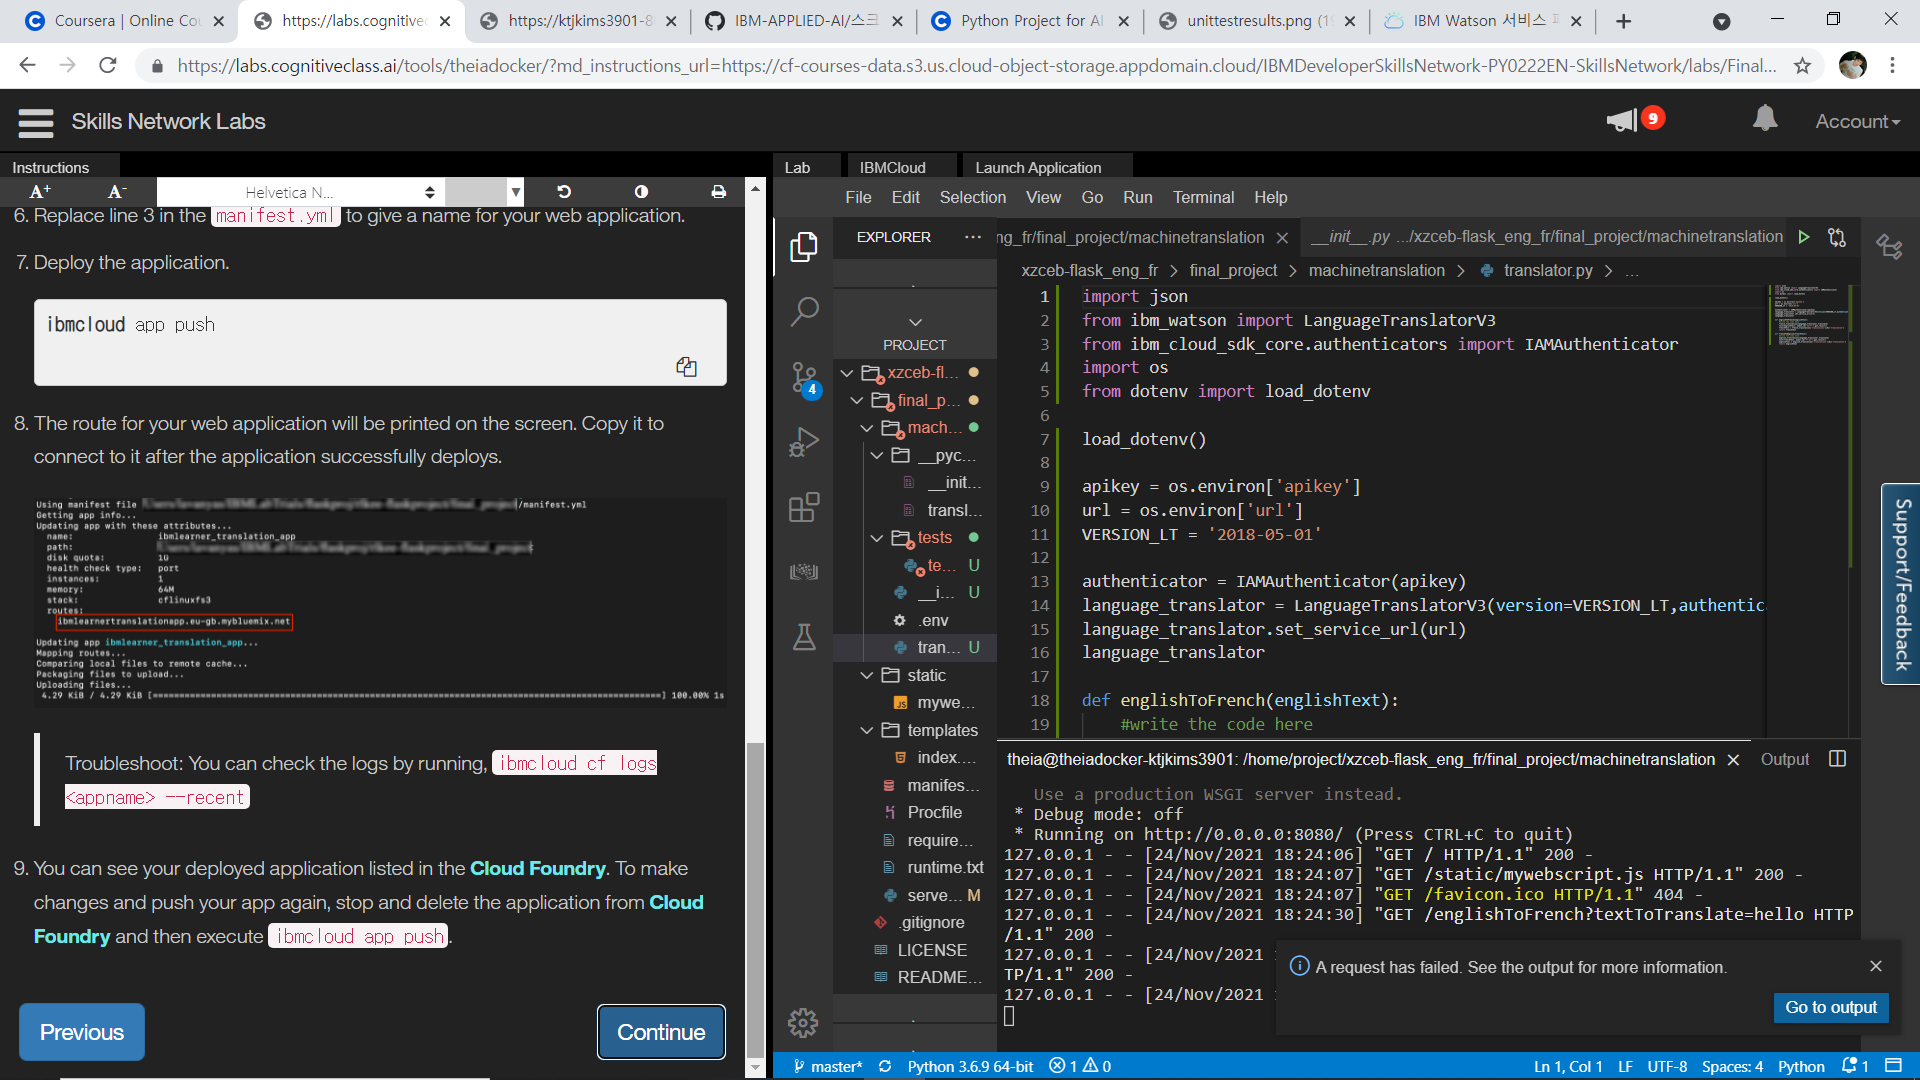 Coursera | Online Cou
https://labs.cognitivec
https://ktjkims3901-8
IBM-APPLIED-AI/스크
Python Project for AI
unittestresults.png (19
IBM Watson 서비스 프
https://labs.cognitiveclass.ai/tools/theiadocker/?md_instructions_url=https://cf-courses-data.s3.us.cloud-object-storage.appdomain.cloud/IBMDeveloperSkillsNetwork-PY0222EN-SkillsNetwork/labs/Final...
Skills Network Labs
9
Account
Instructions
A+ A- Helvetica N...
6. Replace line 3 in the manifest.yml to give a name for your web application.
7. Deploy the application.
ibmcloud app push
8. The route for your web application will be printed on the screen. Copy it to
connect to it after the application successfully deploys.
Using manifest file /manifest.yml
Getting app info...
Updating app with these attributes...
name: ibmlearner_translation_app
path:
disk quota: 1G
health check type: port
instances: 1
memory: 64M
stack: cflinuxfs3
routes:
ibmlearnertranslationapp.eu-gb.mybluemix.net
Updating app ibmlearner_translation_app...
Mapping routes...
Comparing local files to remote cache...
Packaging files to upload...
Uploading files...
4.29 KiB / 4.29 KiB 100.00% 1s
Troubleshoot: You can check the logs by running, ibmcloud cf logs
<appname> --recent
9. You can see your deployed application listed in the Cloud Foundry. To make
changes and push your app again, stop and delete the application from Cloud
Foundry and then execute ibmcloud app push.
Previous
Continue
Lab
IBMCloud
Launch Application
File Edit Selection View Go Run Terminal Help
EXPLORER ...
PROJECT
xzceb-fl...
final_p...
mach...
__pyc...
__init...
transl...
tests
te... U
__i... U
.env
tran... U
static
mywe...
templates
index....
manifes...
Procfile
require...
runtime.txt
serve... M
.gitignore
LICENSE
README...
4
ng_fr/final_project/machinetranslation
__init__.py .../xzceb-flask_eng_fr/final_project/machinetranslation
xzceb-flask_eng_fr > final_project > machinetranslation > translator.py > ...
1 import json
2 from ibm_watson import LanguageTranslatorV3
3 from ibm_cloud_sdk_core.authenticators import IAMAuthenticator
4 import os
5 from dotenv import load_dotenv
6
7 load_dotenv()
8
9 apikey = os.environ['apikey']
10 url = os.environ['url']
11 VERSION_LT = '2018-05-01'
12
13 authenticator = IAMAuthenticator(apikey)
14 language_translator = LanguageTranslatorV3(version=VERSION_LT,authentic
15 language_translator.set_service_url(url)
16 language_translator
17
18 def englishToFrench(englishText):
19 #write the code here
theia@theiadocker-ktjkims3901: /home/project/xzceb-flask_eng_fr/final_project/machinetranslation
Output
Use a production WSGI server instead.
* Debug mode: off
* Running on http://0.0.0.0:8080/ (Press CTRL+C to quit)
127.0.0.1 - - [24/Nov/2021 18:24:06] "GET / HTTP/1.1" 200 -
127.0.0.1 - - [24/Nov/2021 18:24:07] "GET /static/mywebscript.js HTTP/1.1" 200 -
127.0.0.1 - - [24/Nov/2021 18:24:07] "GET /favicon.ico HTTP/1.1" 404 -
127.0.0.1 - - [24/Nov/2021 18:24:30] "GET /englishToFrench?textToTranslate=hello HTTP
/1.1" 200 -
127.0.0.1 - - [24/Nov/2021
TP/1.1" 200 -
127.0.0.1 - - [24/Nov/2021
A request has failed. See the output for more information.
Go to output
Support/Feedback
master* Python 3.6.9 64-bit 1 0
Ln 1, Col 1 LF UTF-8 Spaces: 4 Python 1